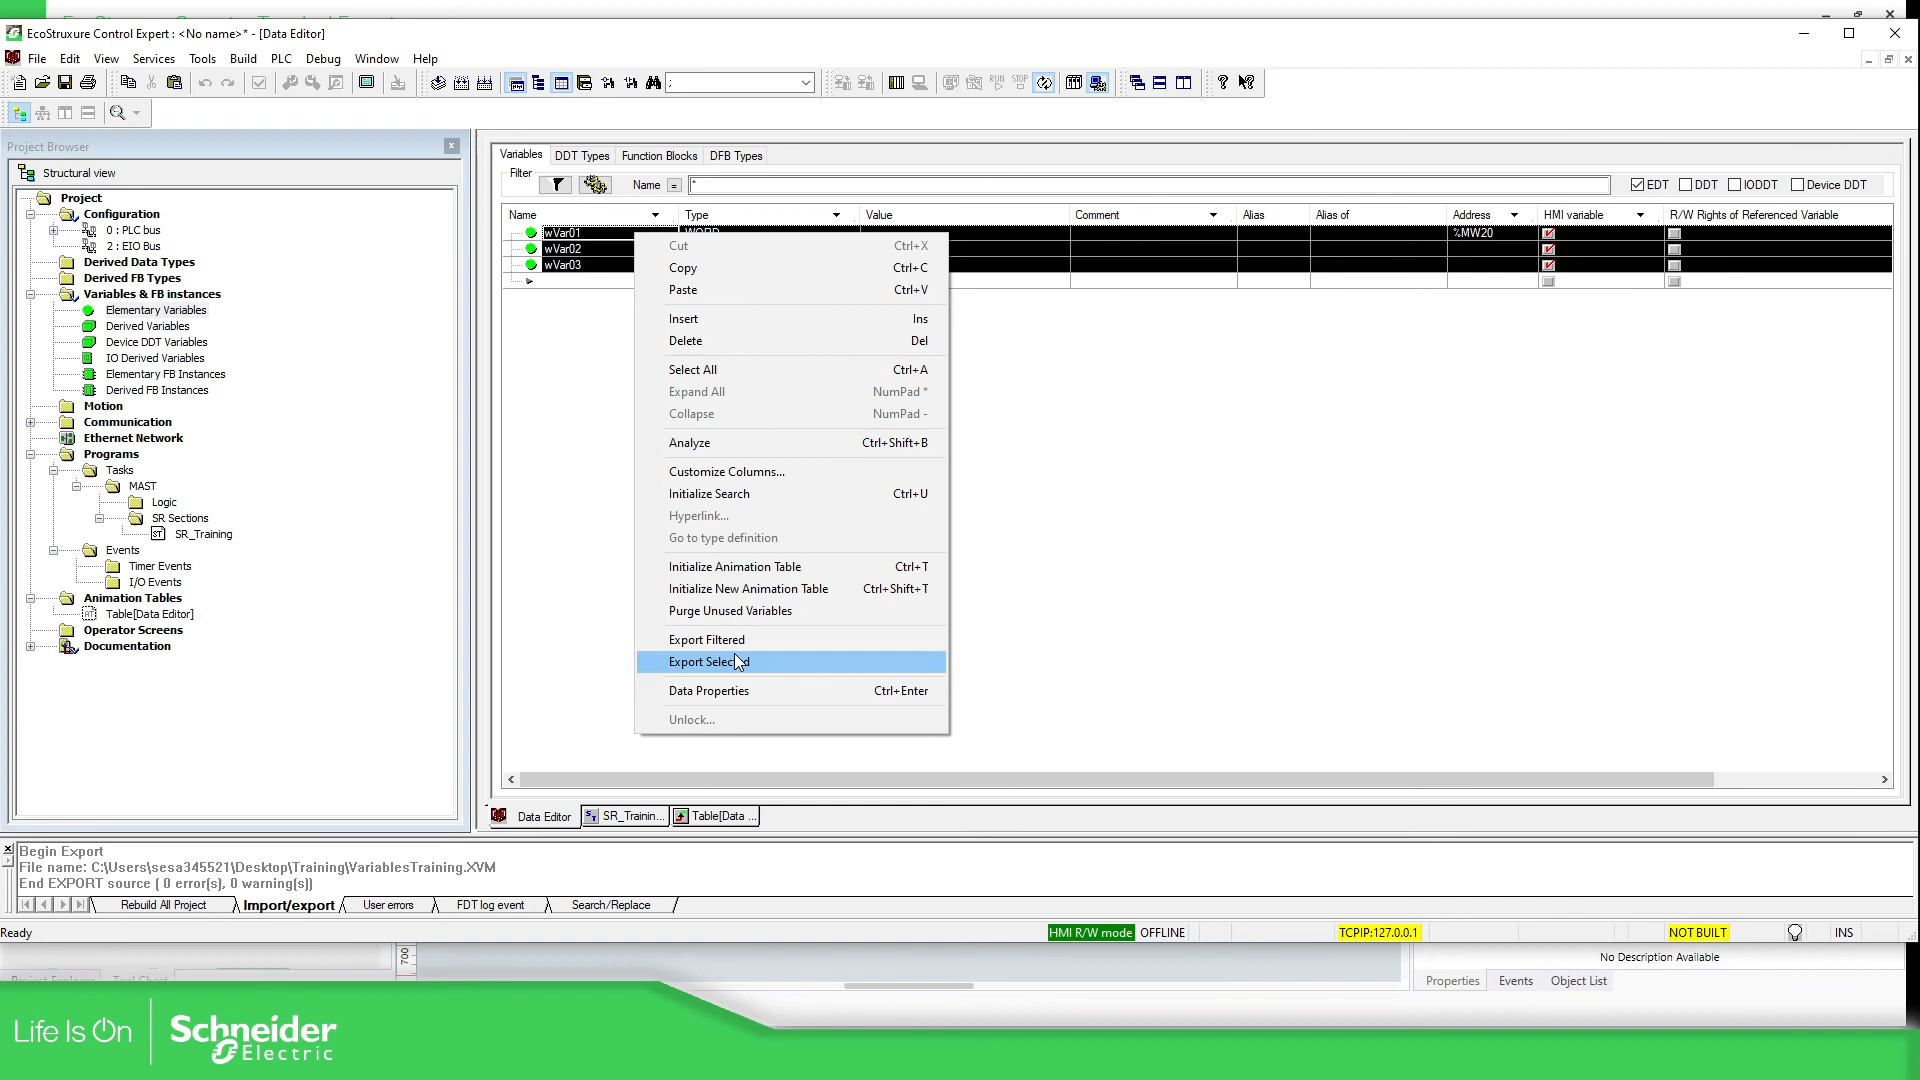 EcoStruxure Control Expert : <No name>* - [Data Editor]
File Edit View Services Tools Build PLC Debug Window Help
;
RUN STOP
Project Browser
Structural view
Project
Configuration
0 : PLC bus
2 : EIO Bus
Derived Data Types
Derived FB Types
Variables & FB instances
Elementary Variables
Derived Variables
Device DDT Variables
IO Derived Variables
Elementary FB Instances
Derived FB Instances
Motion
Communication
Ethernet Network
Programs
Tasks
MAST
Logic
SR Sections
SR_Training
Events
Timer Events
I/O Events
Animation Tables
Table[Data Editor]
Operator Screens
Documentation
Variables DDT Types Function Blocks DFB Types
Filter Name = * EDT DDT IODDT Device DDT
Name Type Value Comment Alias Alias of Address HMI variable R/W Rights of Referenced Variable
wVar01 WORD %MW20
wVar02
wVar03
Cut Ctrl+X
Copy Ctrl+C
Paste Ctrl+V
Insert Ins
Delete Del
Select All Ctrl+A
Expand All NumPad *
Collapse NumPad -
Analyze Ctrl+Shift+B
Customize Columns...
Initialize Search Ctrl+U
Hyperlink...
Go to type definition
Initialize Animation Table Ctrl+T
Initialize New Animation Table Ctrl+Shift+T
Purge Unused Variables
Export Filtered
Export Selected
Data Properties Ctrl+Enter
Unlock...
Data Editor SR_Trainin... Table[Data ...
Begin Export
File name: C:\Users\sesa345521\Desktop\Training\VariablesTraining.XVM
End EXPORT source ( 0 error(s), 0 warning(s))
Rebuild All Project Import/export User errors FDT log event Search/Replace
Ready HMI R/W mode OFFLINE TCPIP:127.0.0.1 NOT BUILT INS
700
No Description Available
Project Explorer Tool Chart
Properties Events Object List
Life Is On
Schneider
Electric